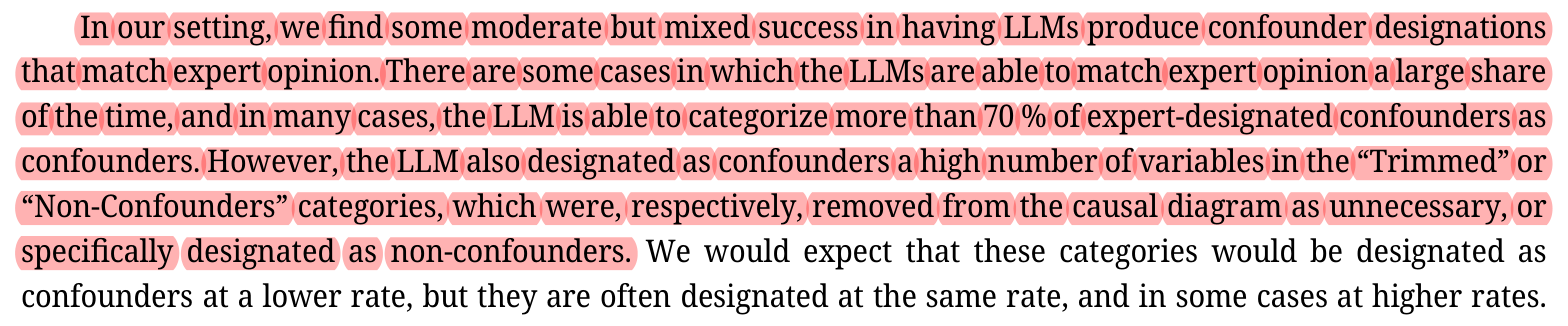 In our setting, we find some moderate but mixed success in having LLMs produce confounder designations
that match expert opinion. There are some cases in which the LLMs are able to match expert opinion a large share
of the time, and in many cases, the LLM is able to categorize more than 70 % of expert-designated confounders as
confounders. However, the LLM also designated as confounders a high number of variables in the “Trimmed” or
“Non-Confounders” categories, which were, respectively, removed from the causal diagram as unnecessary, or
specifically designated as non-confounders. We would expect that these categories would be designated as
confounders at a lower rate, but they are often designated at the same rate, and in some cases at higher rates.